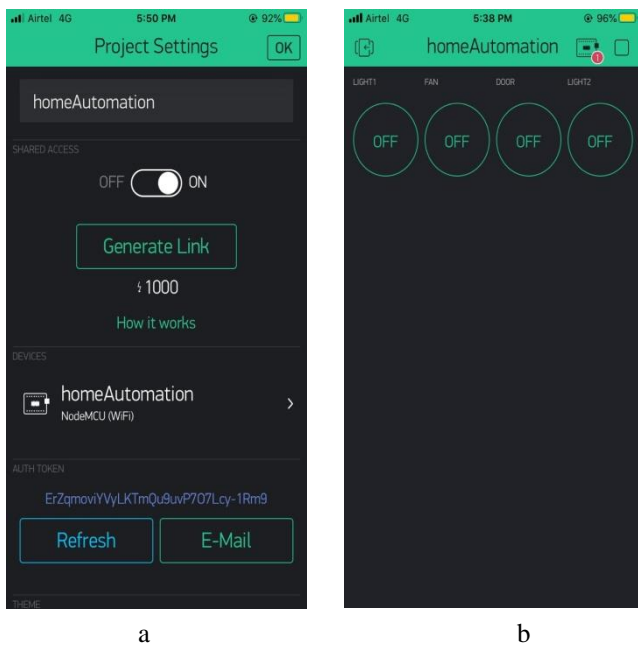 Airtel 4G 5:50 PM 92%
Project Settings OK
homeAutomation
SHARED ACCESS
OFF ON
Generate Link
1000
How it works
DEVICES
homeAutomation
NodeMCU (WiFi)
AUTH TOKEN
ErZqmoviYVyLKTmQu9uvP7O7Lcy-1Rm9
Refresh E-Mail
THEME
a
Airtel 4G 5:38 PM 96%
homeAutomation 1
LIGHT1 FAN DOOR LIGHT2
OFF OFF OFF OFF
b